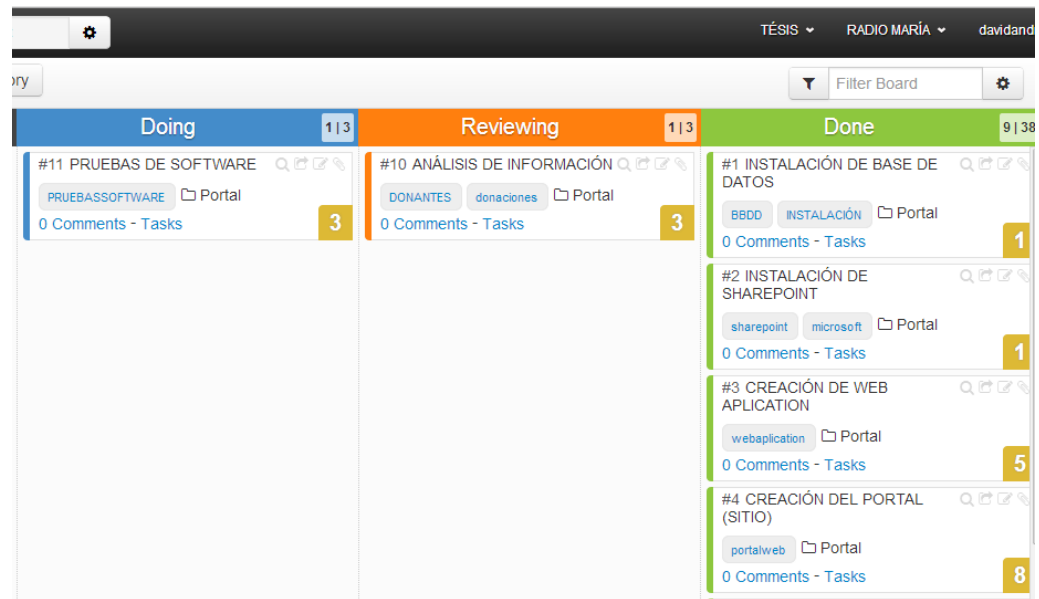 TÉSIS RADIO MARÍA davidand
ory
Filter Board
Doing 1 | 3
Reviewing 1 | 3
Done 9 | 38
#11 PRUEBAS DE SOFTWARE
PRUEBASSOFTWARE Portal
0 Comments - Tasks
3
#10 ANÁLISIS DE INFORMACIÓN
DONANTES donaciones Portal
0 Comments - Tasks
3
#1 INSTALACIÓN DE BASE DE
DATOS
BBDD INSTALACIÓN Portal
0 Comments - Tasks
1
#2 INSTALACIÓN DE
SHAREPOINT
sharepoint microsoft Portal
0 Comments - Tasks
1
#3 CREACIÓN DE WEB
APLICATION
webaplication Portal
0 Comments - Tasks
5
#4 CREACIÓN DEL PORTAL
(SITIO)
portalweb Portal
0 Comments - Tasks
8